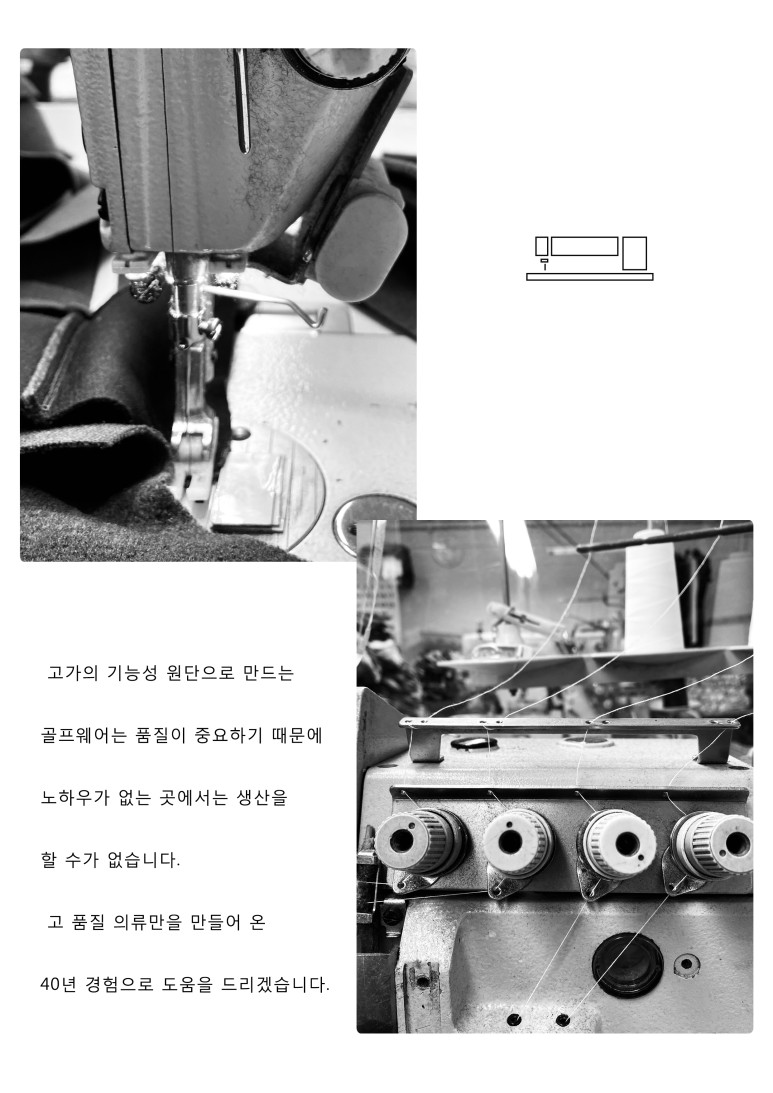 고가의 기능성 원단으로 만드는
골프웨어는 품질이 중요하기 때문에
노하우가 없는 곳에서는 생산을
할 수가 없습니다.
고 품질 의류만을 만들어 온
40년 경험으로 도움을 드리겠습니다.